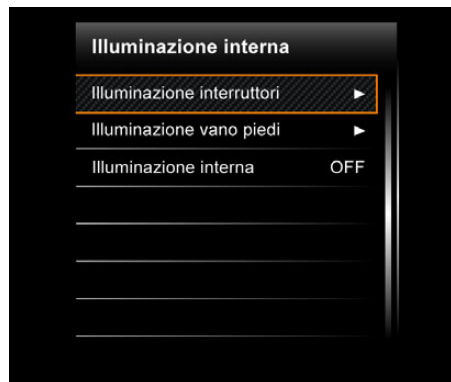 Illuminazione interna
Illuminazione interruttori ►
Illuminazione vano piedi ►
Illuminazione interna OFF